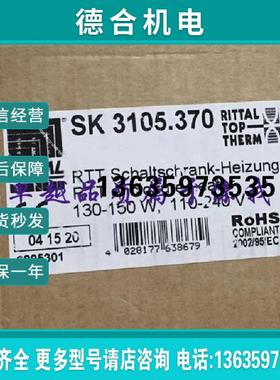 德合机电
信经营
后保障
货秒发
保一年
SK 3105.370
RITTAL
TOP
THERM
RTT Schaltschrank-Heizung
13635973535
130-150 W, 110-240 V
04 15 20
4 028177 638679
RoHS
COMPLIANT
2002/95/EC
德齐全 更多型号请店咨询 电话:1363597